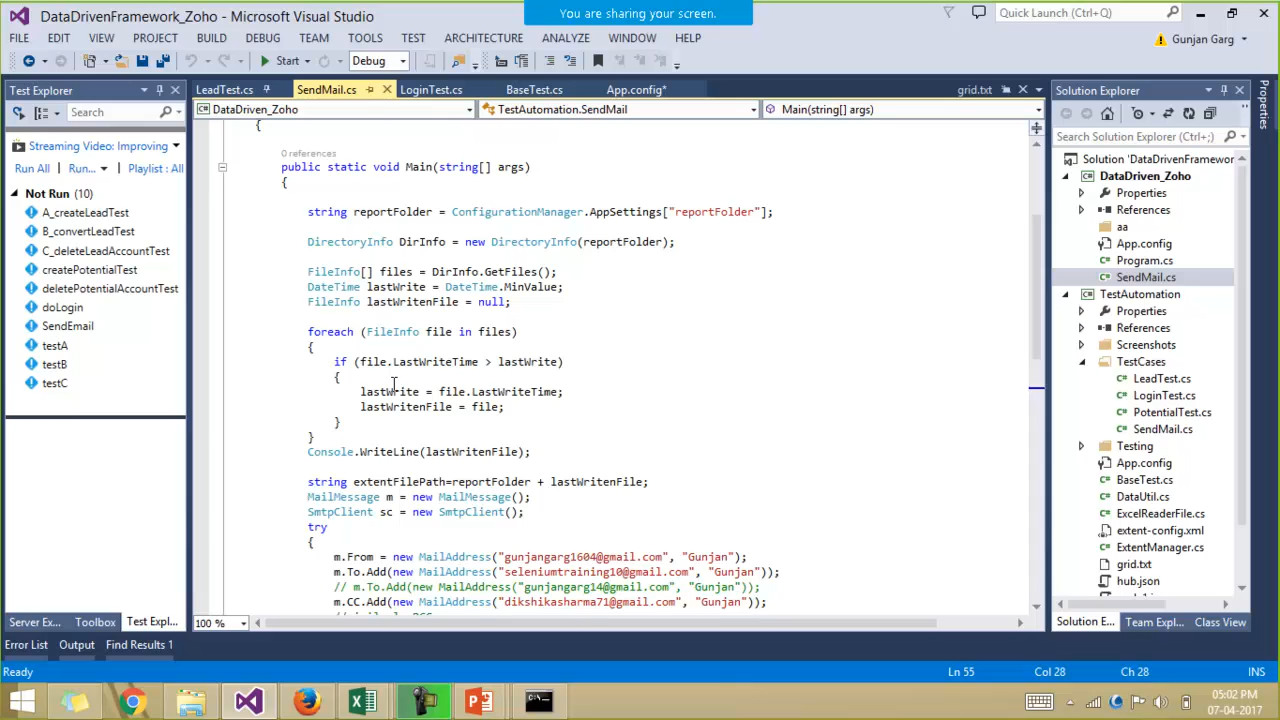 DataDrivenFramework_Zoho - Microsoft Visual Studio
You are sharing your screen.
Quick Launch (Ctrl+Q)
FILE EDIT VIEW PROJECT BUILD DEBUG TEAM TOOLS TEST ARCHITECTURE ANALYZE WINDOW HELP
Gunjan Garg
Start Debug
Test Explorer
LeadTest.cs SendMail.cs LoginTest.cs BaseTest.cs App.config* grid.txt
Solution Explorer
Search
DataDriven_Zoho TestAutomation.SendMail Main(string[] args)
Search Solution Explorer (Ctrl+;)
Streaming Video: Improving
Run All Run... Playlist : All
Not Run (10)
A_createLeadTest
B_convertLeadTest
C_deleteLeadAccountTest
createPotentialTest
deletePotentialAccountTest
doLogin
SendEmail
testA
testB
testC
{
0 references
public static void Main(string[] args)
{
string reportFolder = ConfigurationManager.AppSettings["reportFolder"];
DirectoryInfo DirInfo = new DirectoryInfo(reportFolder);
FileInfo[] files = DirInfo.GetFiles();
DateTime lastWrite = DateTime.MinValue;
FileInfo lastWritenFile = null;
foreach (FileInfo file in files)
{
if (file.LastWriteTime > lastWrite)
{
lastWrite = file.LastWriteTime;
lastWritenFile = file;
}
}
Console.WriteLine(lastWritenFile);
string extentFilePath=reportFolder + lastWritenFile;
MailMessage m = new MailMessage();
SmtpClient sc = new SmtpClient();
try
{
m.From = new MailAddress("gunjangarg1604@gmail.com", "Gunjan");
m.To.Add(new MailAddress("seleniumtraining10@gmail.com", "Gunjan"));
// m.To.Add(new MailAddress("gunjangarg14@gmail.com", "Gunjan"));
m.CC.Add(new MailAddress("dikshikasharma71@gmail.com", "Gunjan"));
Solution 'DataDrivenFramework
DataDriven_Zoho
Properties
References
aa
App.config
Program.cs
SendMail.cs
TestAutomation
Properties
References
Screenshots
TestCases
LeadTest.cs
LoginTest.cs
PotentialTest.cs
SendMail.cs
Testing
App.config
BaseTest.cs
DataUtil.cs
ExcelReaderFile.cs
extent-config.xml
ExtentManager.cs
grid.txt
hub.json
Properties
Server Ex... Toolbox Test Expl...
100 %
Solution E... Team Expl... Class View
Error List Output Find Results 1
Ready Ln 55 Col 28 Ch 28 INS
05:02 PM
07-04-2017